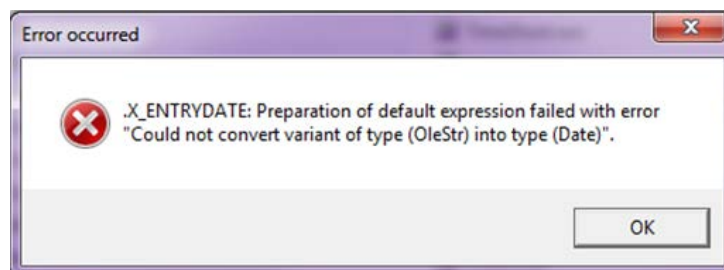 Error occurred
.X_ENTRYDATE: Preparation of default expression failed with error
"Could not convert variant of type (OleStr) into type (Date)".
OK